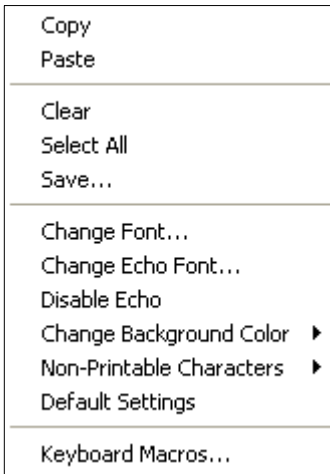 Copy
Paste
Clear
Select All
Save...
Change Font...
Change Echo Font...
Disable Echo
Change Background Color
Non-Printable Characters
Default Settings
Keyboard Macros...